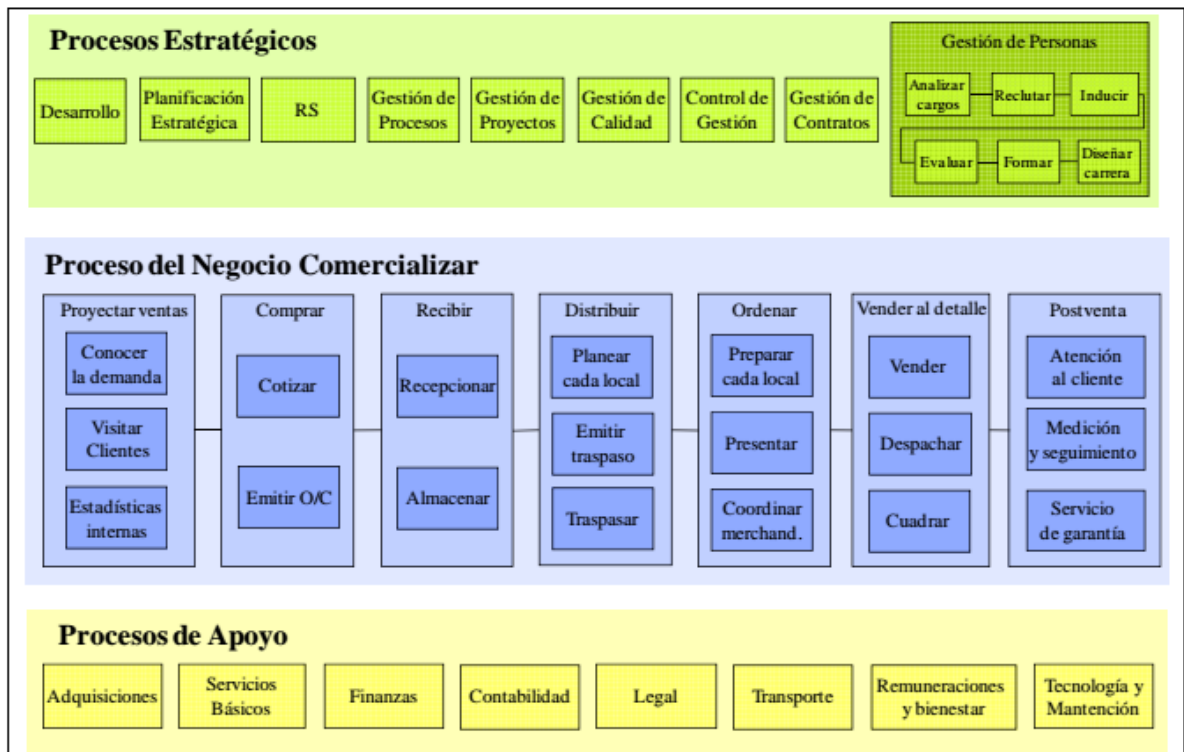 Procesos Estratégicos
Desarrollo
Planificación
Estratégica
RS
Gestión de
Procesos
Gestión de
Proyectos
Gestión de
Calidad
Control de
Gestión
Gestión de
Contratos
Gestión de Personas
Analizar
cargos
Reclutar
Inducir
Evaluar
Formar
Diseñar
carrera
Proceso del Negocio Comercializar
Proyectar ventas
Conocer
la demanda
Visitar
Clientes
Estadísticas
internas
Comprar
Cotizar
Emitir O/C
Recibir
Recepcionar
Almacenar
Distribuir
Planear
cada local
Emitir
traspaso
Traspasar
Ordenar
Preparar
cada local
Presentar
Coordinar
merchand.
Vender al detalle
Vender
Despachar
Cuadrar
Postventa
Atención
al cliente
Medición
y seguimiento
Servicio
de garantía
Procesos de Apoyo
Adquisiciones
Servicios
Básicos
Finanzas
Contabilidad
Legal
Transporte
Remuneraciones
y bienestar
Tecnología y
Mantención